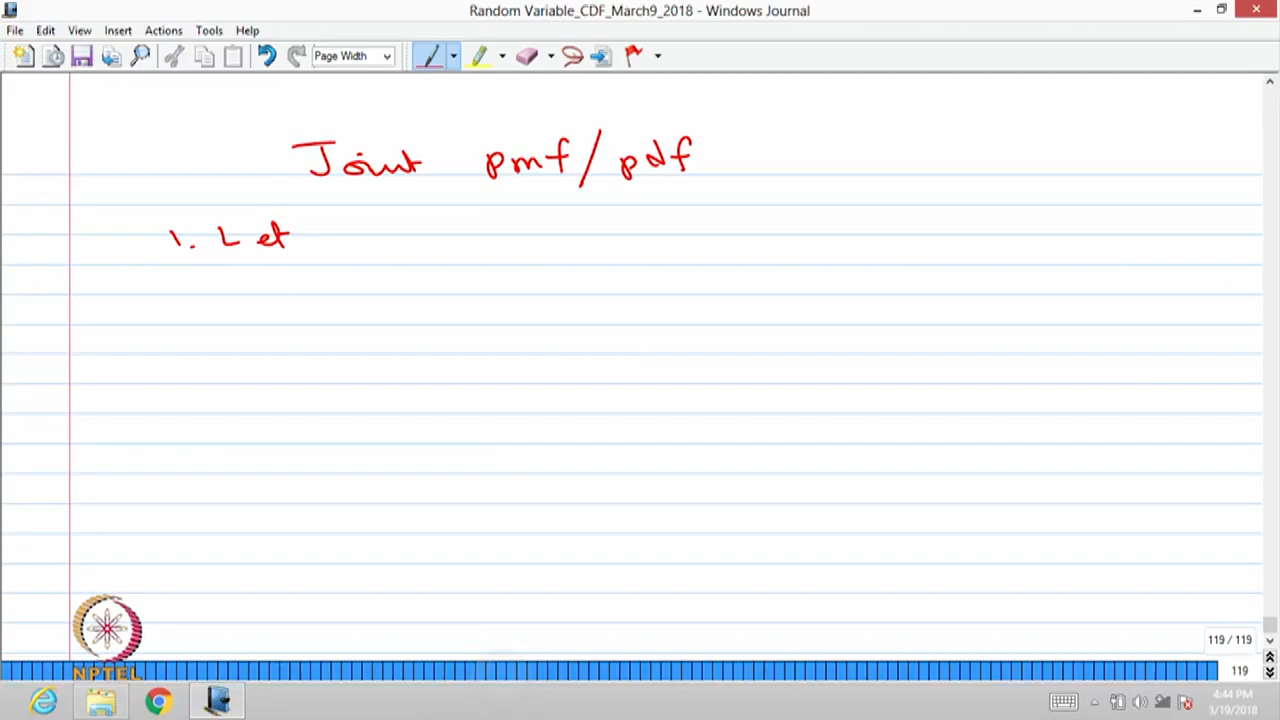 Random Variable_CDF_March9_2018 - Windows Journal
File Edit View Insert Actions Tools Help
Page Width
Joint pmf/pdf
1. Let
119 / 119
119
NPTEL
4:44 PM
3/19/2018